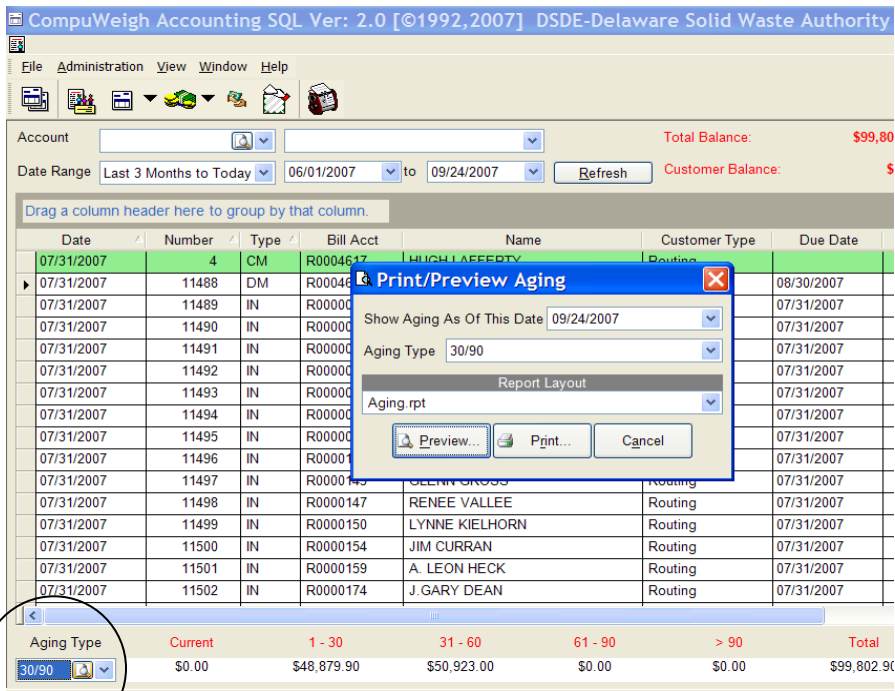 CompuWeigh Accounting SQL Ver: 2.0 [©1992,2007] DSDE-Delaware Solid Waste Authority
File Administration View Window Help
Account Total Balance: $99,80
Date Range Last 3 Months to Today 06/01/2007 to 09/24/2007 Refresh Customer Balance: $
Drag a column header here to group by that column.
Date Number Type Bill Acct Name Customer Type Due Date
07/31/2007 4 CM R0004617 HUGH LAFFERTY Routing
07/31/2007 11488 DM R00046 08/30/2007
07/31/2007 11489 IN R00000 07/31/2007
07/31/2007 11490 IN R00000 07/31/2007
07/31/2007 11491 IN R00000 07/31/2007
07/31/2007 11492 IN R00000 07/31/2007
07/31/2007 11493 IN R00000 07/31/2007
07/31/2007 11494 IN R00000 07/31/2007
07/31/2007 11495 IN R00000 07/31/2007
07/31/2007 11496 IN R00001 07/31/2007
07/31/2007 11497 IN R0000145 GLENN GROSS Routing 07/31/2007
07/31/2007 11498 IN R0000147 RENEE VALLEE Routing 07/31/2007
07/31/2007 11499 IN R0000150 LYNNE KIELHORN Routing 07/31/2007
07/31/2007 11500 IN R0000154 JIM CURRAN Routing 07/31/2007
07/31/2007 11501 IN R0000159 A. LEON HECK Routing 07/31/2007
07/31/2007 11502 IN R0000174 J.GARY DEAN Routing 07/31/2007
Print/Preview Aging
Show Aging As Of This Date 09/24/2007
Aging Type 30/90
Report Layout
Aging.rpt
Preview... Print... Cancel
Aging Type Current 1 - 30 31 - 60 61 - 90 > 90 Total
30/90 $0.00 $48,879.90 $50,923.00 $0.00 $0.00 $99,802.90